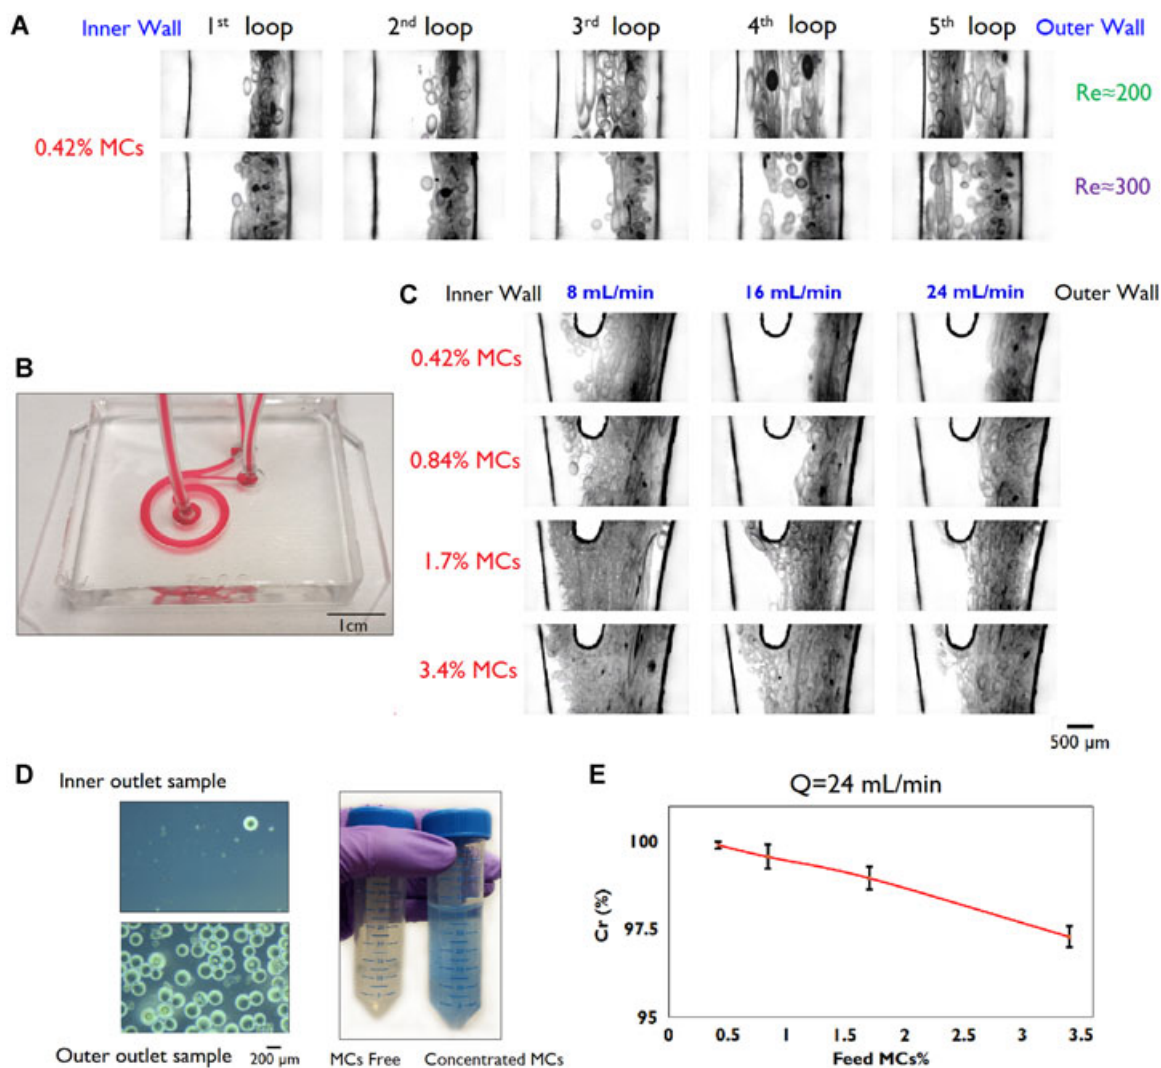 A
Inner Wall 1st loop 2nd loop 3rd loop 4th loop 5th loop Outer Wall
Re≈200
0.42% MCs
Re≈300
C
Inner Wall 8 mL/min 16 mL/min 24 mL/min Outer Wall
0.42% MCs
B
0.84% MCs
1.7% MCs
1cm
3.4% MCs
500 µm
D
Inner outlet sample
Outer outlet sample 200 µm
MCs Free Concentrated MCs
E
Q=24 mL/min
Cr (%)
100
97.5
95
0 0.5 1 1.5 2 2.5 3 3.5
Feed MCs%